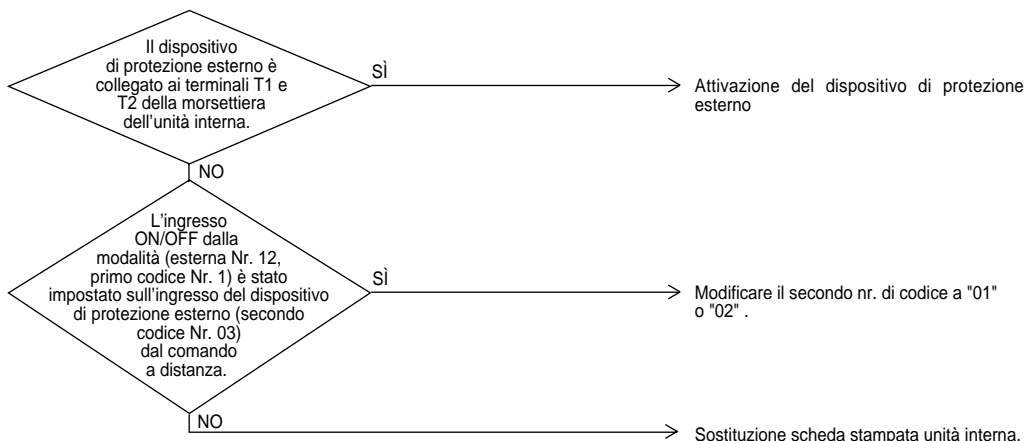 Il dispositivo
di protezione esterno è
collegato ai terminali T1 e
T2 della morsettiera
dell'unità interna.
SÌ
Attivazione del dispositivo di protezione
esterno
NO
L'ingresso
ON/OFF dalla
modalità (esterna Nr. 12,
primo codice Nr. 1) è stato
impostato sull'ingresso del dispositivo
di protezione esterno (secondo
codice Nr. 03)
dal comando
a distanza.
SÌ
Modificare il secondo nr. di codice a "01"
o "02" .
NO
Sostituzione scheda stampata unità interna.